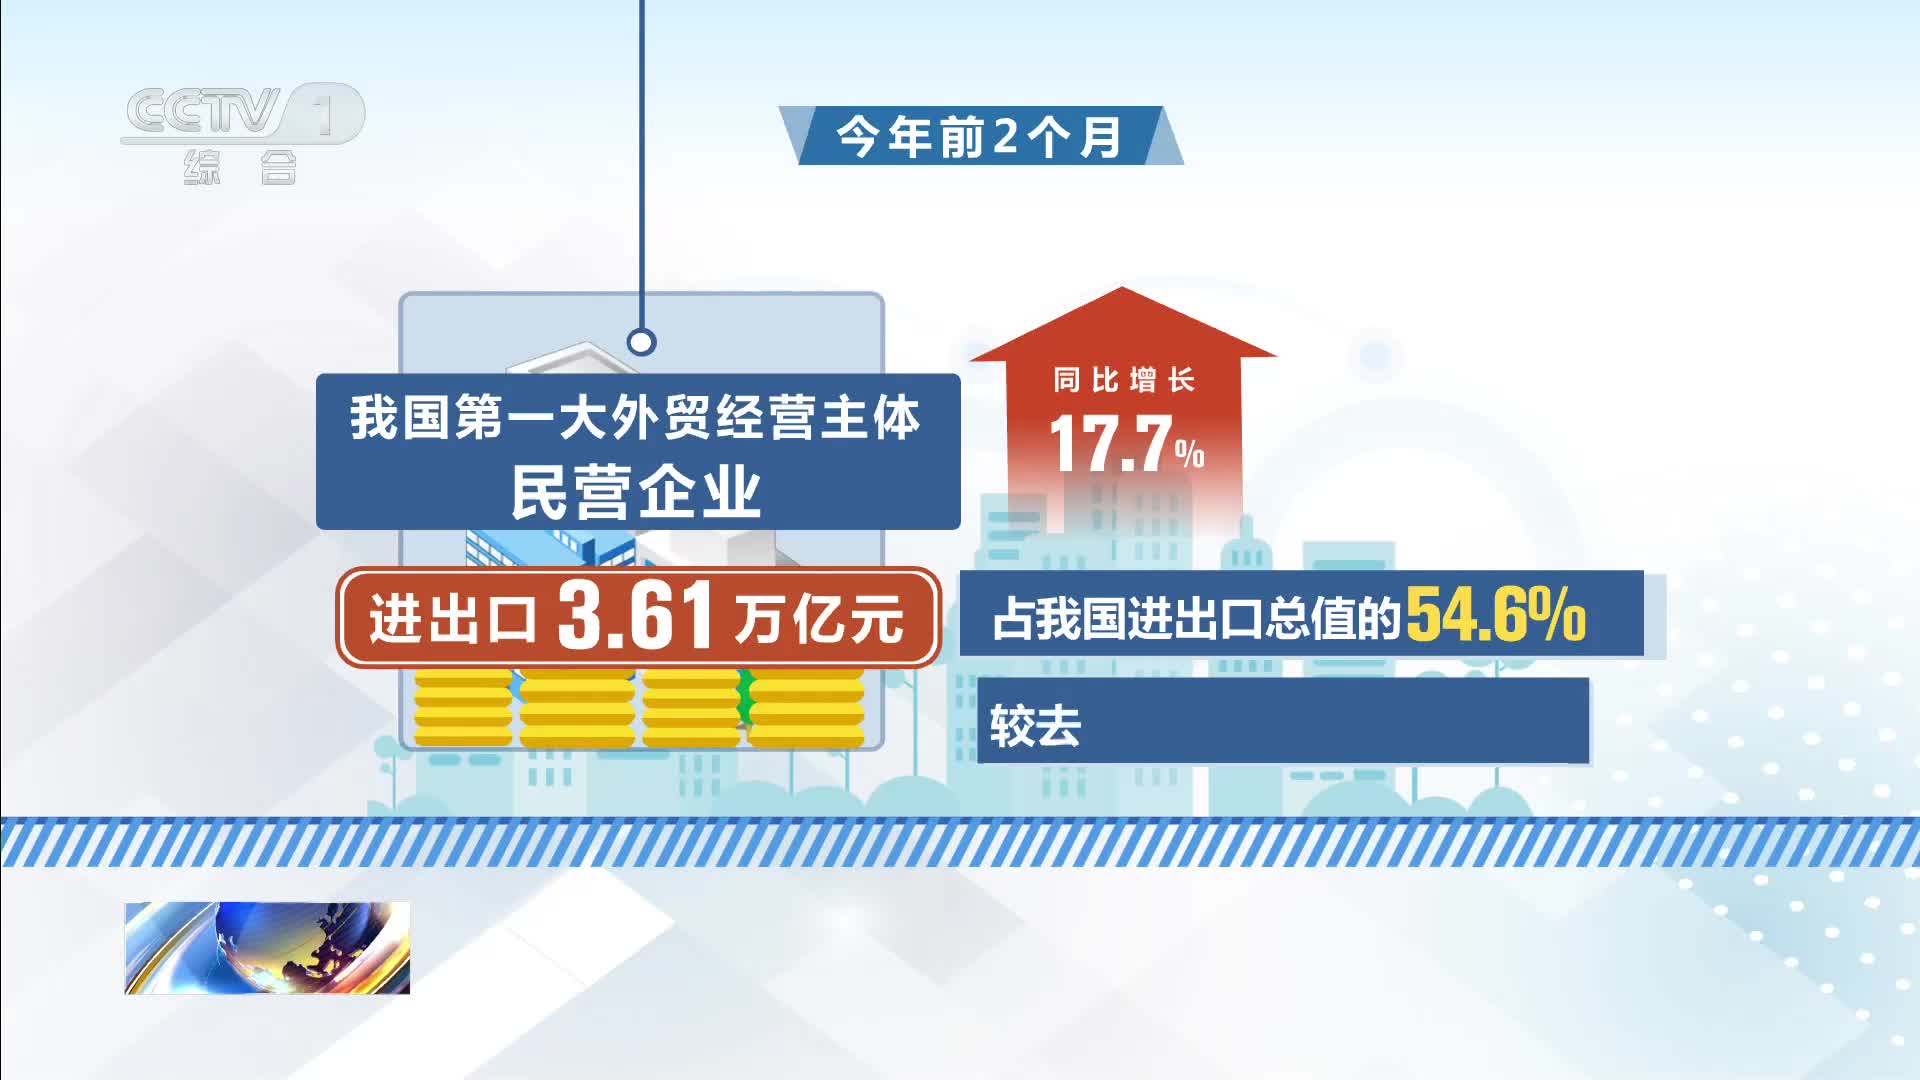 CCTV 1
综 合
今年前2个月
我国第一大外贸经营主体
民营企业
同比增长
17.7%
进出口 3.61 万亿元
占我国进出口总值的54.6%
较去